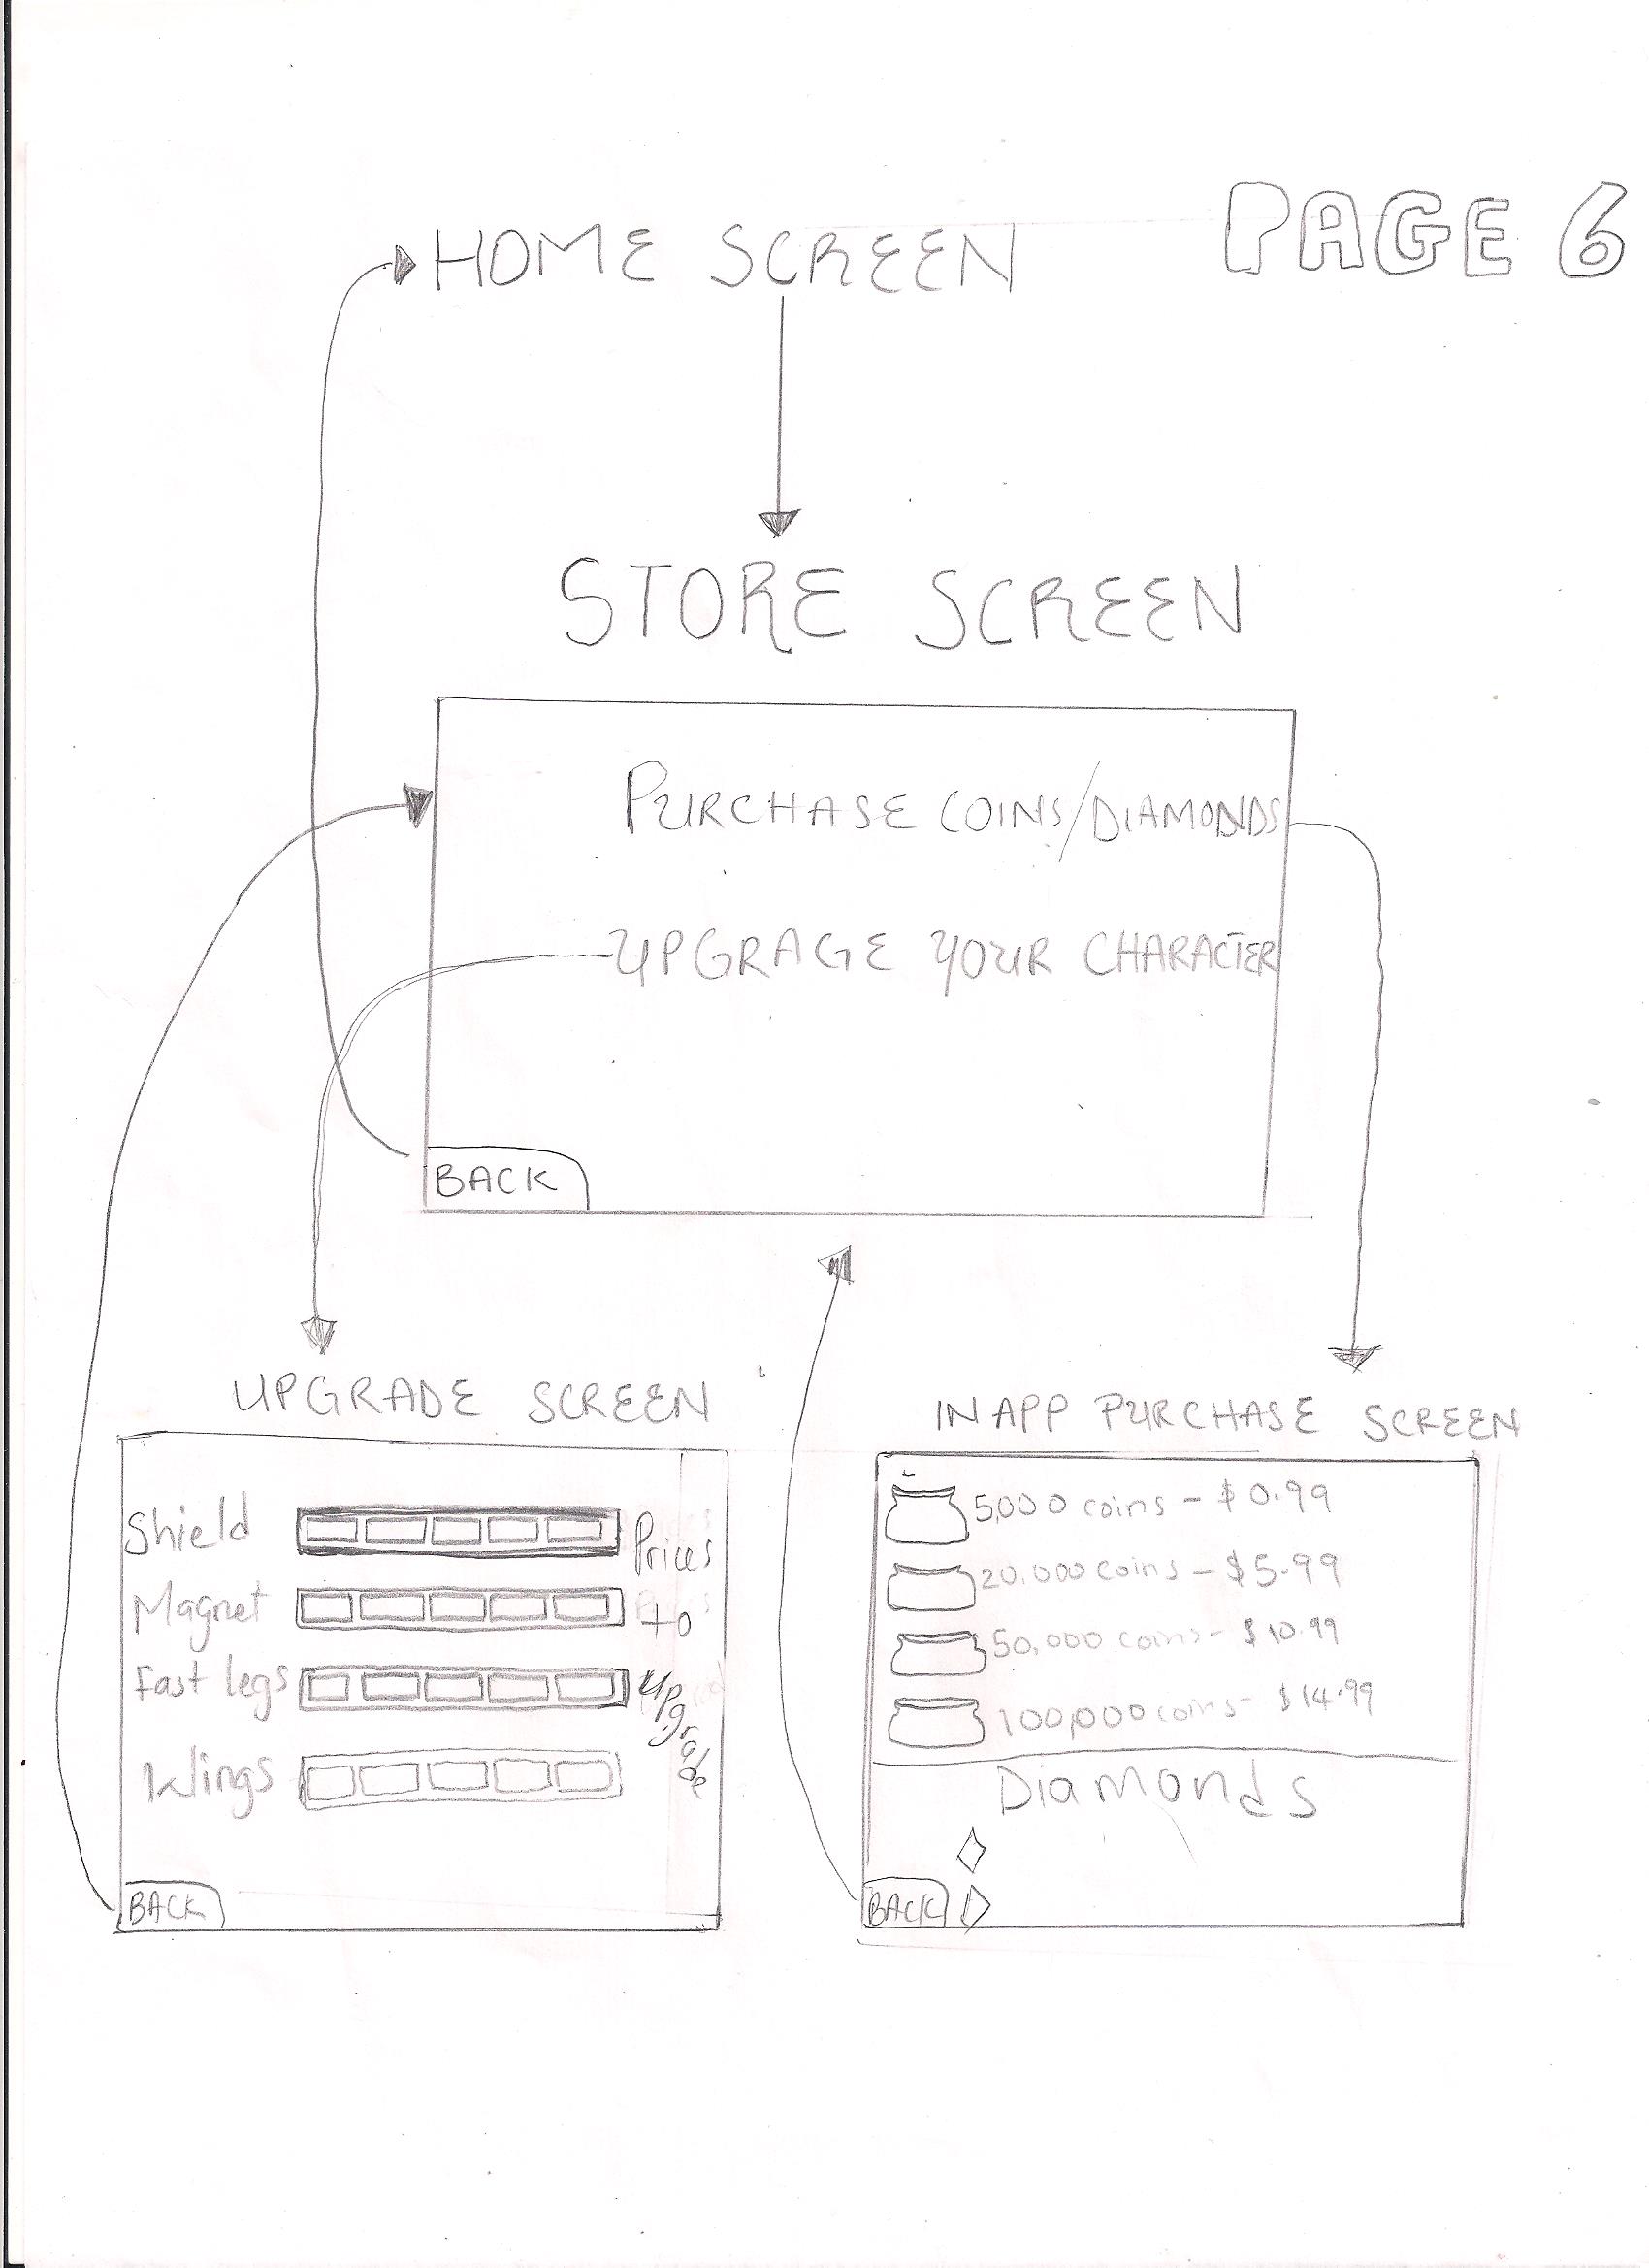 PAGE 6
HOME SCREEN
STORE SCREEN
PURCHASE COINS/DIAMONDS
UPGRAGE YOUR CHARACTER
BACK
UPGRADE SCREEN
Shield
Magnet
Fast legs
Wings
Prices
to
upgrade
BACK
IN APP PURCHASE SCREEN
5,000 coins - $0.99
20,000 coins - $5.99
50,000 coins - $10.99
100,000 coins - $14.99
Diamonds
BACK